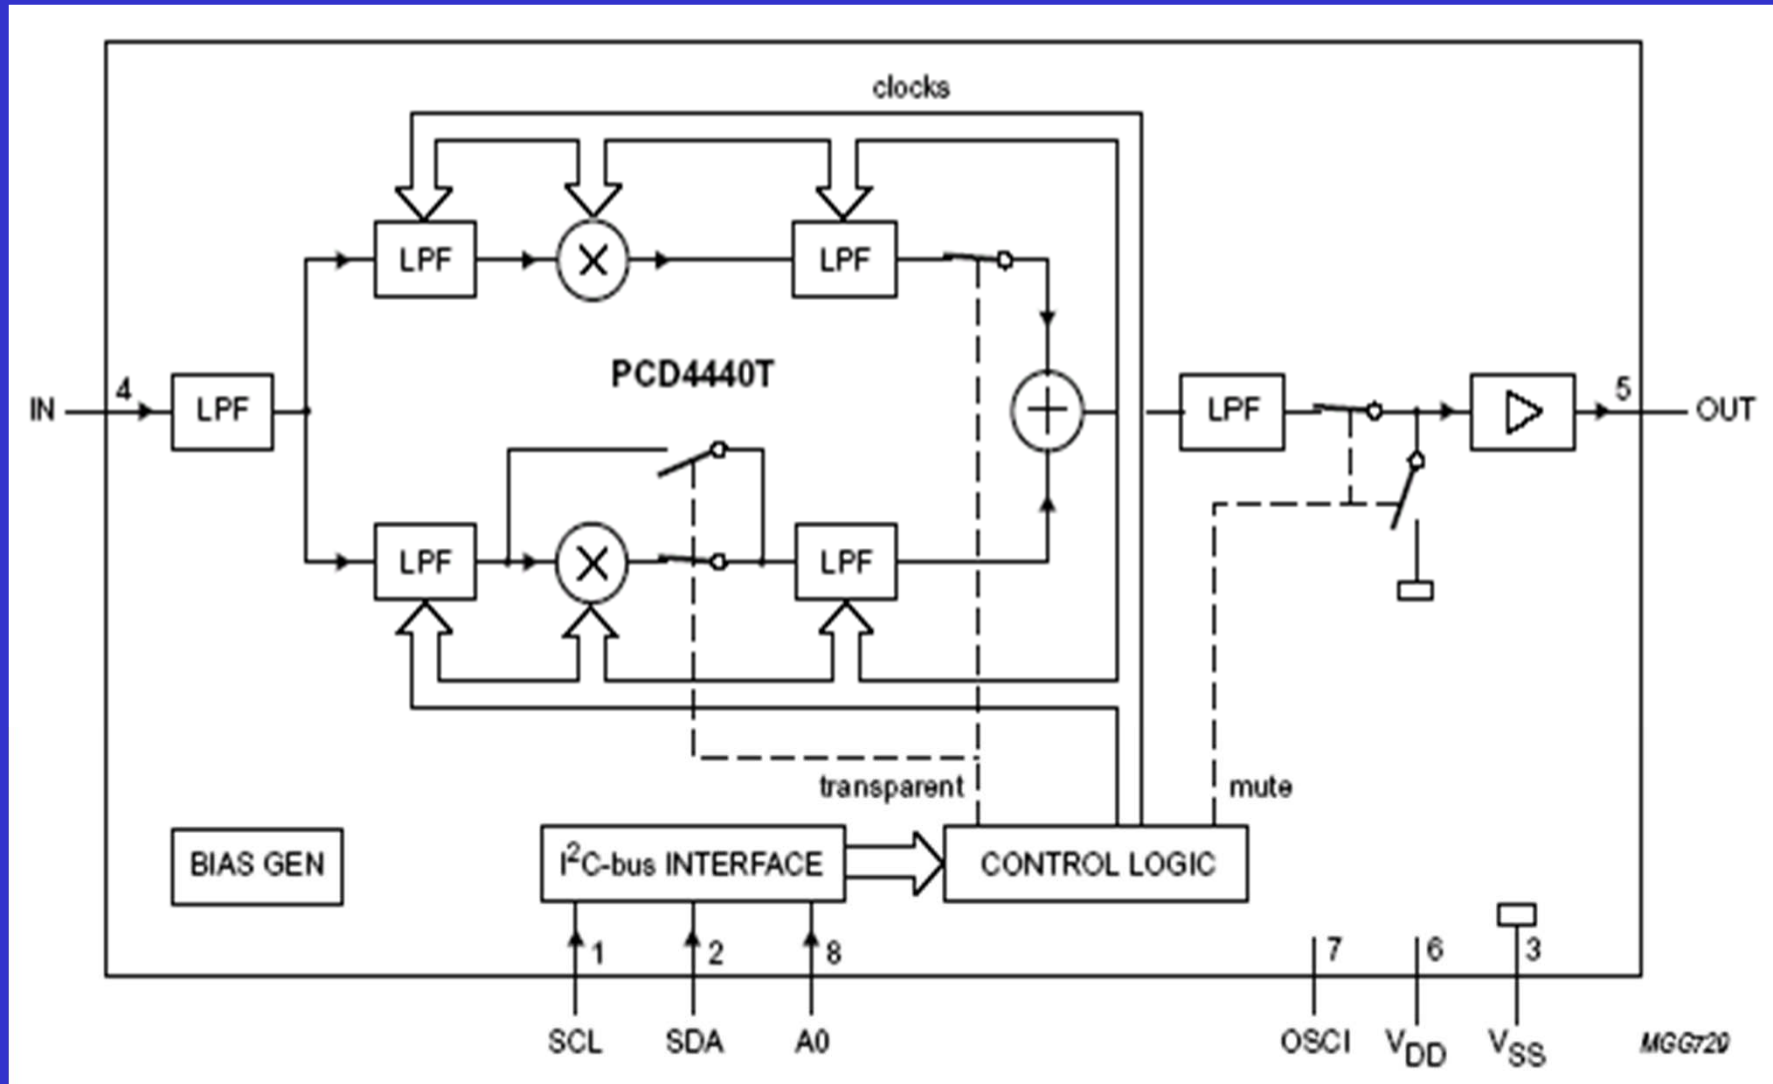 clocks
LPF
X
LPF
PCD4440T
IN
4
LPF
+
LPF
5
OUT
LPF
X
LPF
transparent
mute
BIAS GEN
I²C-bus INTERFACE
CONTROL LOGIC
1
2
8
7
6
3
SCL
SDA
A0
OSCI
VDD
VSS
MGG720